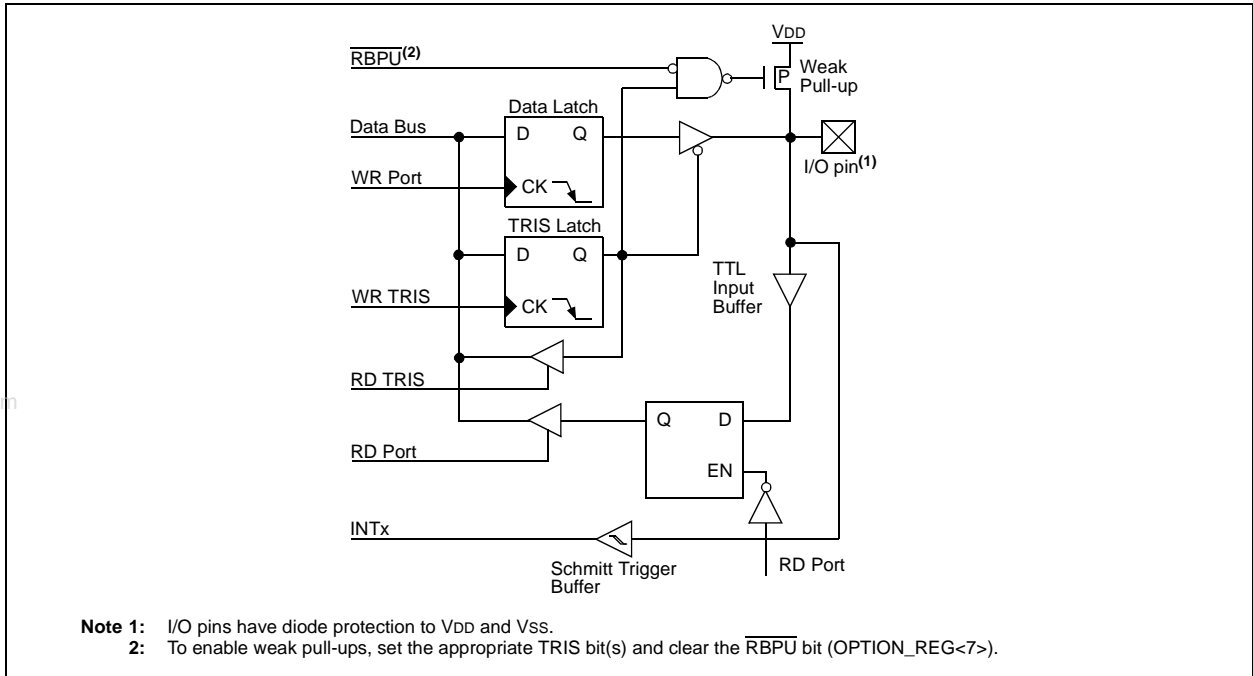 VDD
RBPU(2)
P
Weak
Pull-up
Data Latch
Data Bus
D Q
I/O pin(1)
WR Port
CK
TRIS Latch
D Q
TTL
Input
Buffer
WR TRIS
CK
RD TRIS
Q D
RD Port
EN
INTx
Schmitt Trigger
Buffer
RD Port
m
Note 1: I/O pins have diode protection to VDD and VSS.
2: To enable weak pull-ups, set the appropriate TRIS bit(s) and clear the RBPU bit (OPTION_REG<7>).